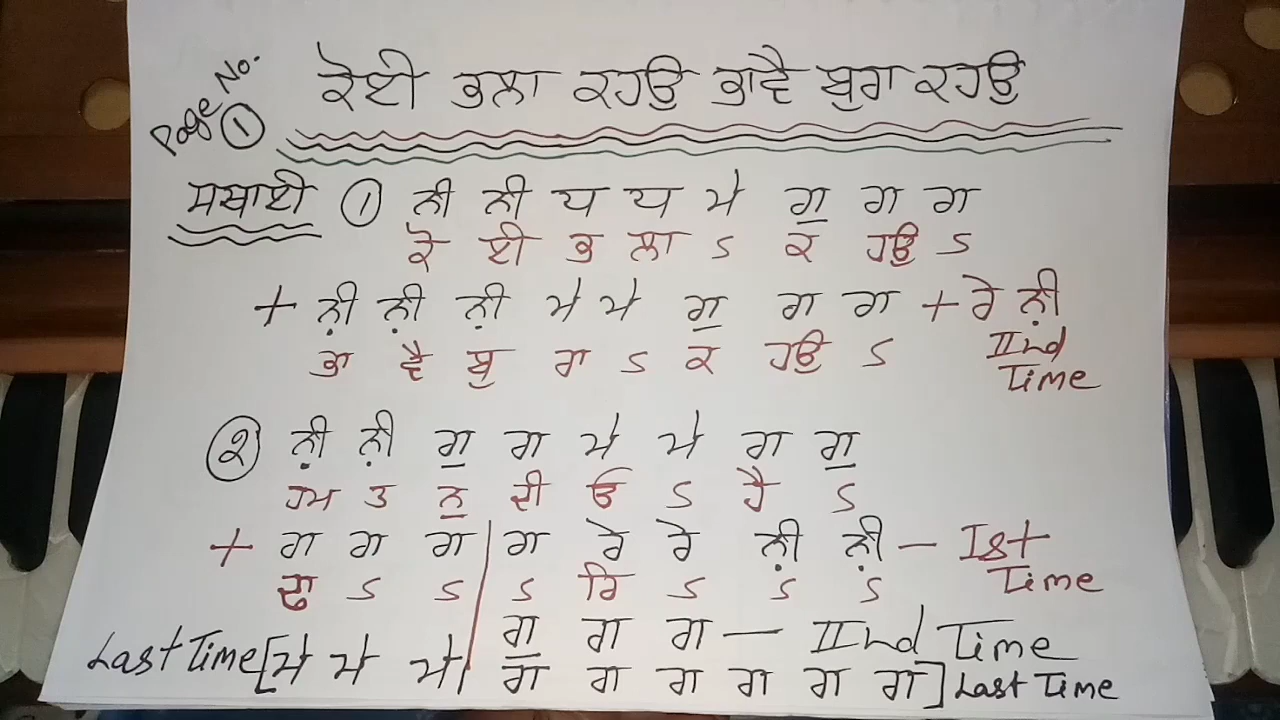 Page No. ① ਕੋਈ ਭਲਾ ਕਹਉ ਭਾਵੈ ਬੁਰਾ ਕਹਉ
ਸਥਾਈ ① ਨੀ ਨੀ ਧ ਧ ਮੇ ਗ਼ ਗ ਗ
ਕੋ ਈ ਭ ਲਾ ऽ ਕ ਹਉ ऽ
+ ਨੀ਼ ਨੀ਼ ਨੀ਼ ਮੇ ਮੇ ਗ੍ਵ ਗ ਗ + ਰੇ ਨੀ਼
ਭਾ ਵੈ ਬੁ ਰਾ ऽ ਕ ਹਉ ऽ IInd
Time
② ਨੀ਼ ਨੀ਼ ਗ ਗ ਮੇ ਮੇ ਗ ਗ
ਹਮ ਤ ਨੁ ਦੀ ਓ ऽ ਹੈ ऽ
+ ਗ ਗ ਗ | ਗ ਰੇ ਰੇ ਨੀ਼ ਨੀ਼ — Ist
ਢਾ ऽ ऽ ऽ ਰਿ ऽ ऽ ऽ Time
ਗ ਗ ਗ — IInd Time
Last Time [ਮੇ ਮੇ ਮੇ | ਗ ਗ ਗ ਗ ਗ ਗ] Last Time